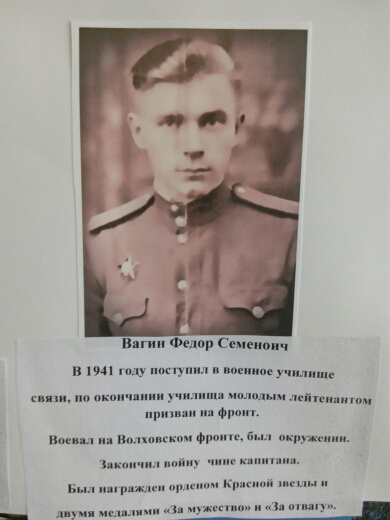 Вагин Федор Семеноич
В 1941 году поступил в военное училище
связи, по окончании училища молодым лейтенантом
призван на фронт.
Воевал на Волховском фронте, был окружении.
Закончил войну чине капитана.
Был награжден орденом Красной звезды и
двумя медалями «За мужество» и «За отвагу».